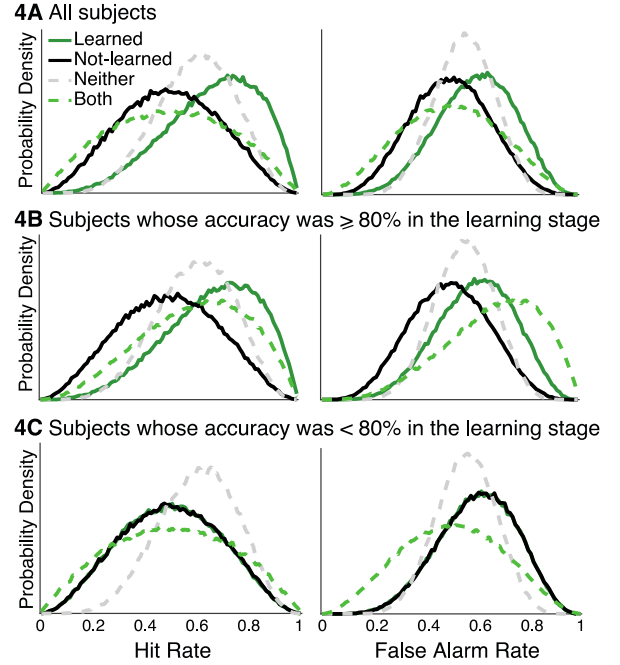 4A All subjects
Probability Density
Learned
Not-learned
Neither
Both
4B Subjects whose accuracy was ⩾ 80% in the learning stage
Probability Density
4C Subjects whose accuracy was < 80% in the learning stage
Probability Density
0 0.2 0.4 0.6 0.8 1 0 0.2 0.4 0.6 0.8 1
Hit Rate False Alarm Rate